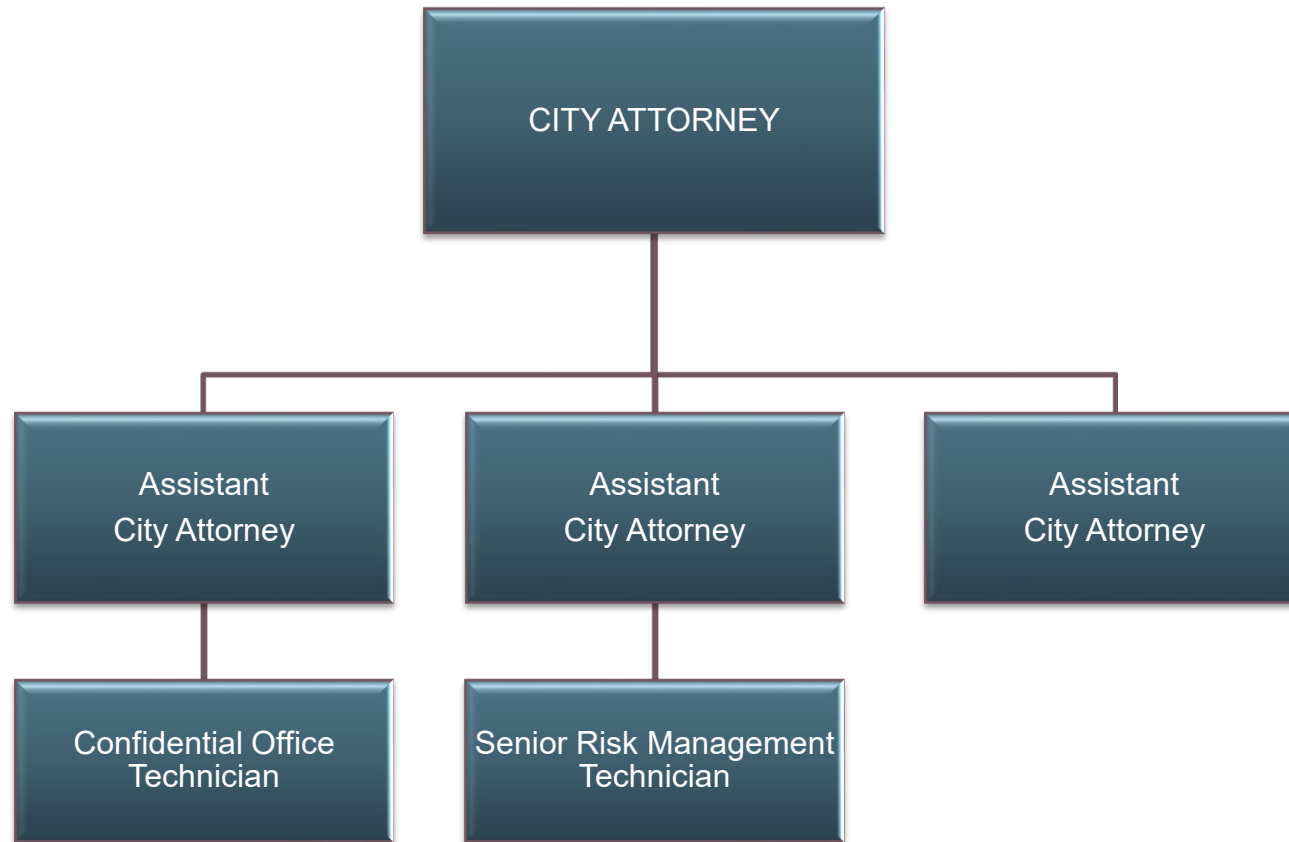 CITY ATTORNEY
Assistant
City Attorney
Assistant
City Attorney
Assistant
City Attorney
Confidential Office
Technician
Senior Risk Management
Technician